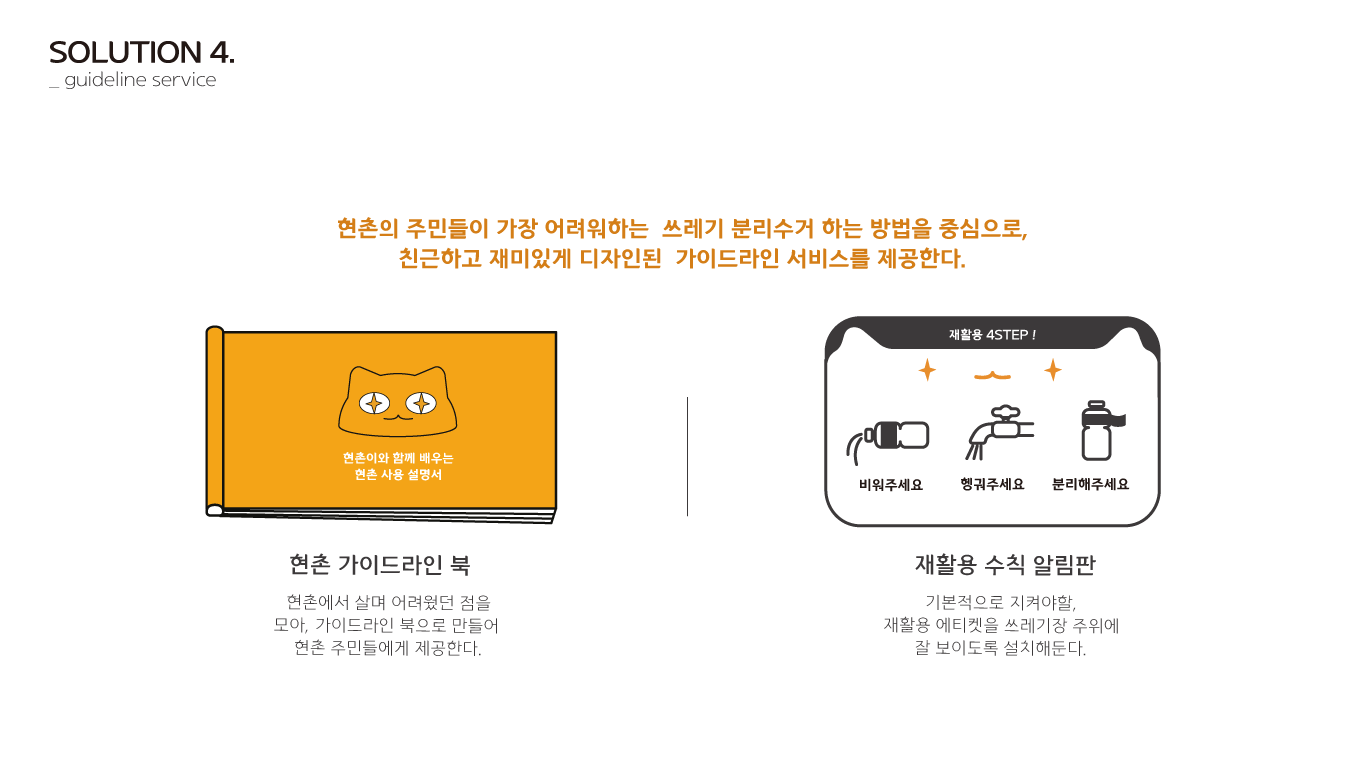 SOLUTION 4.
_ guideline service
현촌의 주민들이 가장 어려워하는 쓰레기 분리수거 하는 방법을 중심으로,
친근하고 재미있게 디자인된 가이드라인 서비스를 제공한다.
현촌이와 함께 배우는
현촌 사용 설명서
현촌 가이드라인 북
현촌에서 살며 어려웠던 점을
모아, 가이드라인 북으로 만들어
현촌 주민들에게 제공한다.
재활용 4STEP !
비워주세요
헹궈주세요
분리해주세요
재활용 수칙 알림판
기본적으로 지켜야할,
재활용 에티켓을 쓰레기장 주위에
잘 보이도록 설치해둔다.